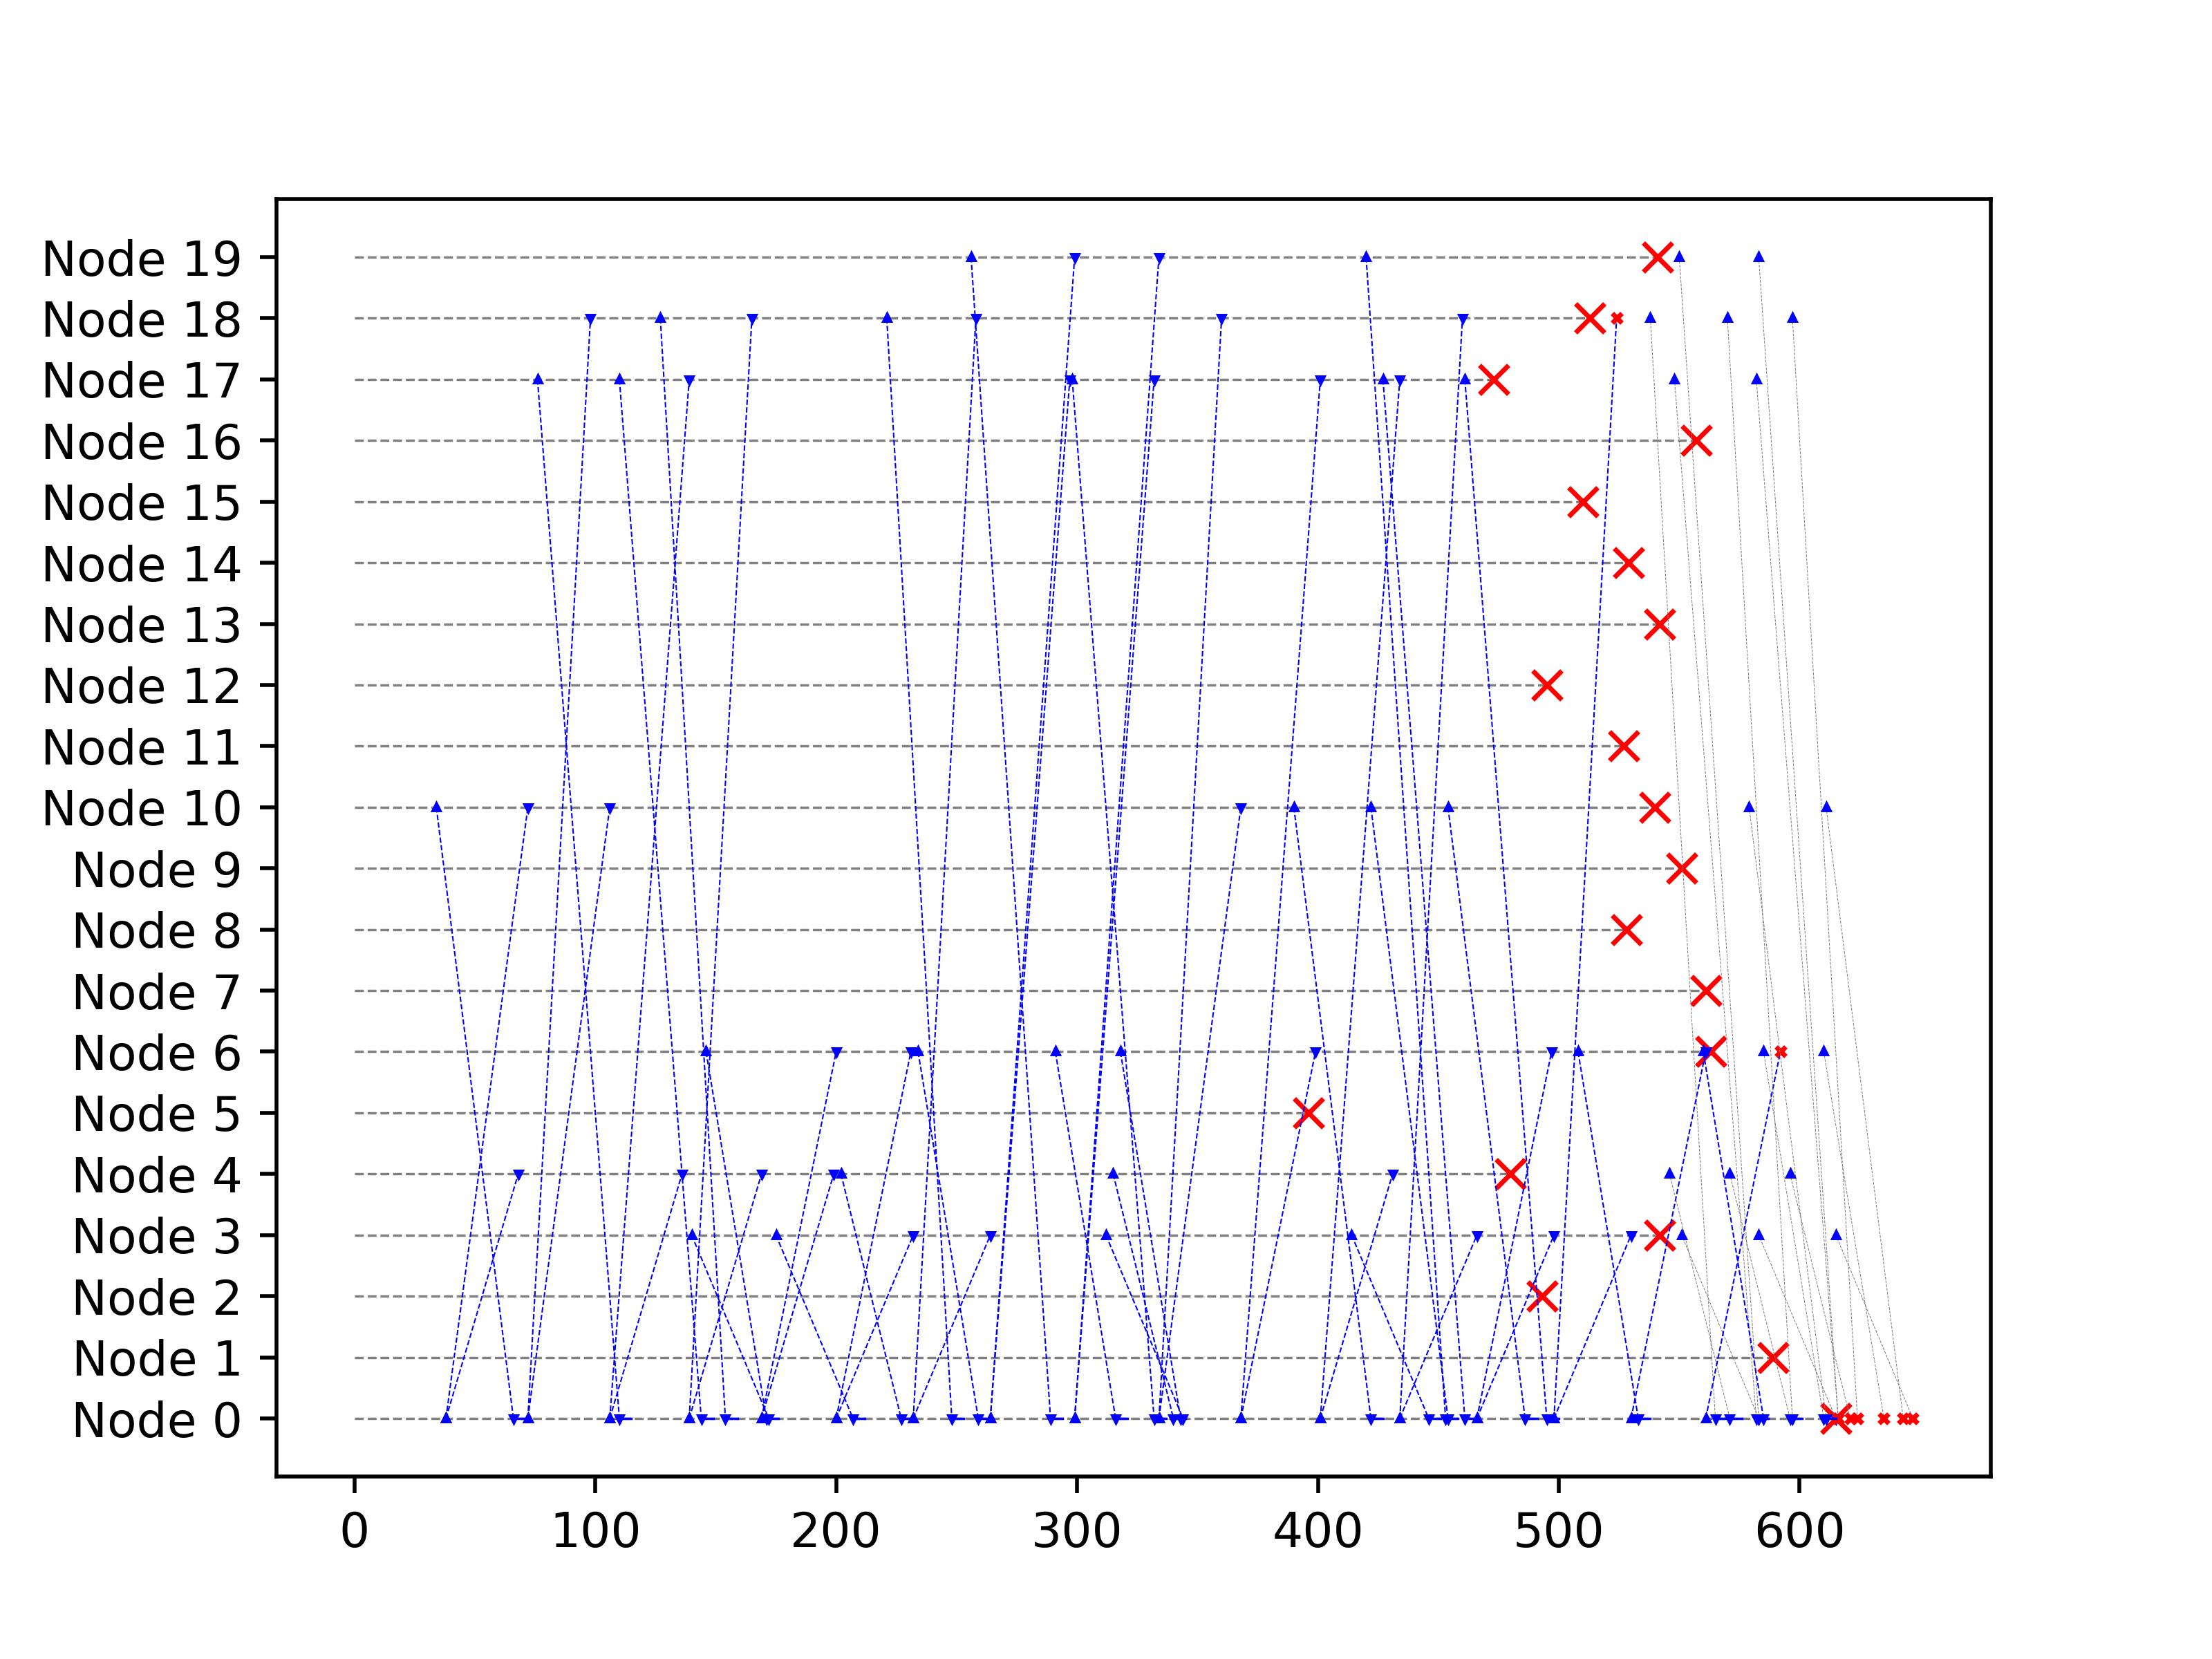 Node 19
Node 18
Node 17
Node 16
Node 15
Node 14
Node 13
Node 12
Node 11
Node 10
Node 9
Node 8
Node 7
Node 6
Node 5
Node 4
Node 3
Node 2
Node 1
Node 0
0 100 200 300 400 500 600